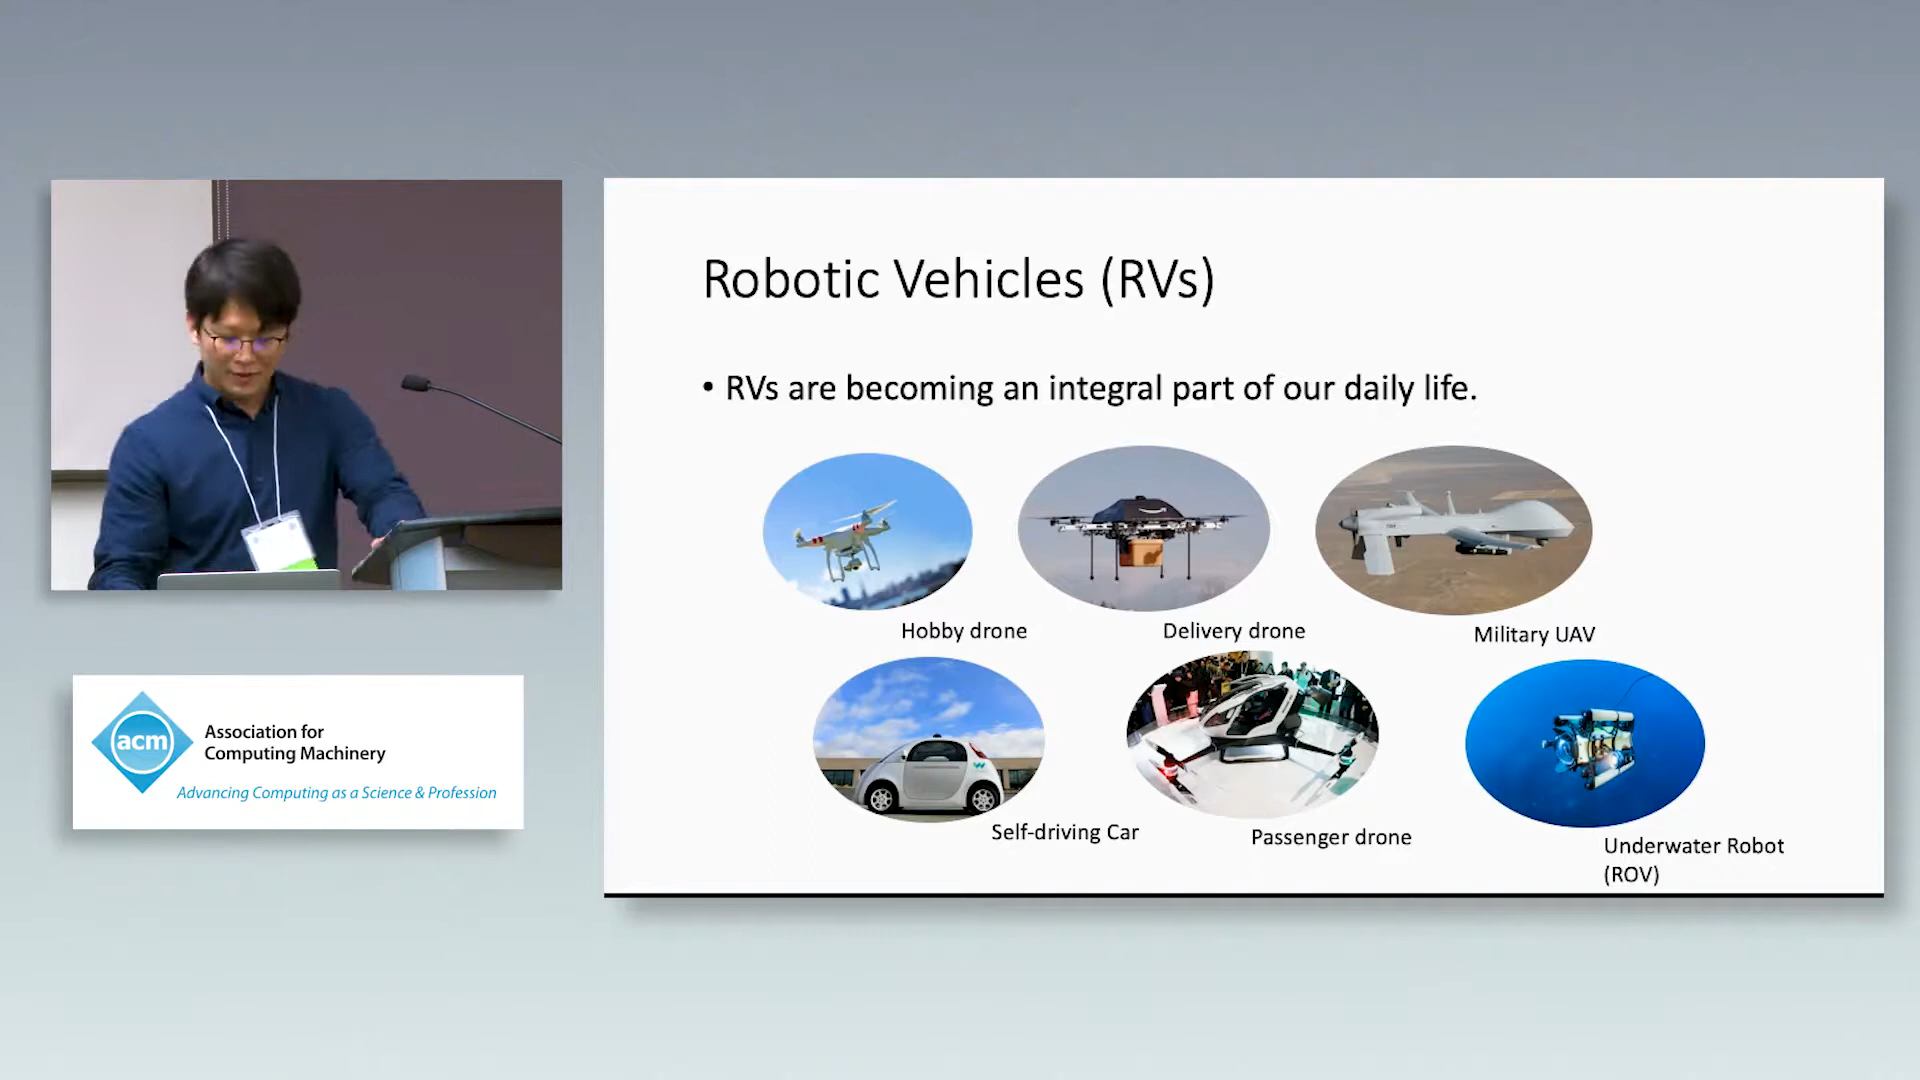 Robotic Vehicles (RVs)
• RVs are becoming an integral part of our daily life.
Hobby drone
Delivery drone
Military UAV
Self-driving Car
Passenger drone
Underwater Robot
(ROV)
acm
Association for
Computing Machinery
Advancing Computing as a Science & Profession